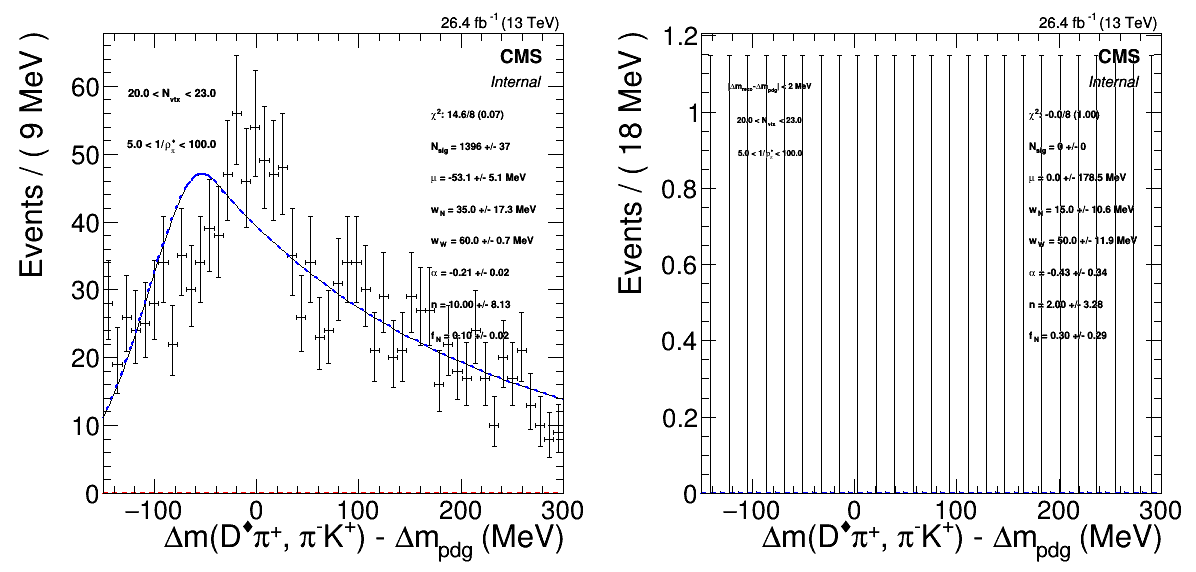 26.4 fb⁻¹ (13 TeV)
CMS
Internal
20.0 < N_vtx < 23.0
5.0 < 1/p*_π < 100.0
χ²: 14.6/8 (0.07)
N_sig = 1396 +/- 37
μ = -53.1 +/- 5.1 MeV
w_N = 35.0 +/- 17.3 MeV
w_W = 60.0 +/- 0.7 MeV
α = -0.21 +/- 0.02
n = 10.00 +/- 8.13
f_N = 0.10 +/- 0.02
Events / ( 9 MeV )
60
50
40
30
20
10
0
−100 0 100 200 300
Δm(D♦π⁺, π⁻K⁺) - Δm_pdg (MeV)
26.4 fb⁻¹ (13 TeV)
CMS
Internal
|Δm_reco-Δm_pdg| < 2 MeV
20.0 < N_vtx < 23.0
5.0 < 1/p*_π < 100.0
χ²: -0.0/8 (1.00)
N_sig = 0 +/- 0
μ = 0.0 +/- 178.5 MeV
w_N = 15.0 +/- 10.6 MeV
w_W = 50.0 +/- 11.9 MeV
α = -0.43 +/- 0.34
n = 2.00 +/- 3.28
f_N = 0.30 +/- 0.29
Events / ( 18 MeV )
1.2
1
0.8
0.6
0.4
0.2
0
−100 0 100 200 300
Δm(D♦π⁺, π⁻K⁺) - Δm_pdg (MeV)